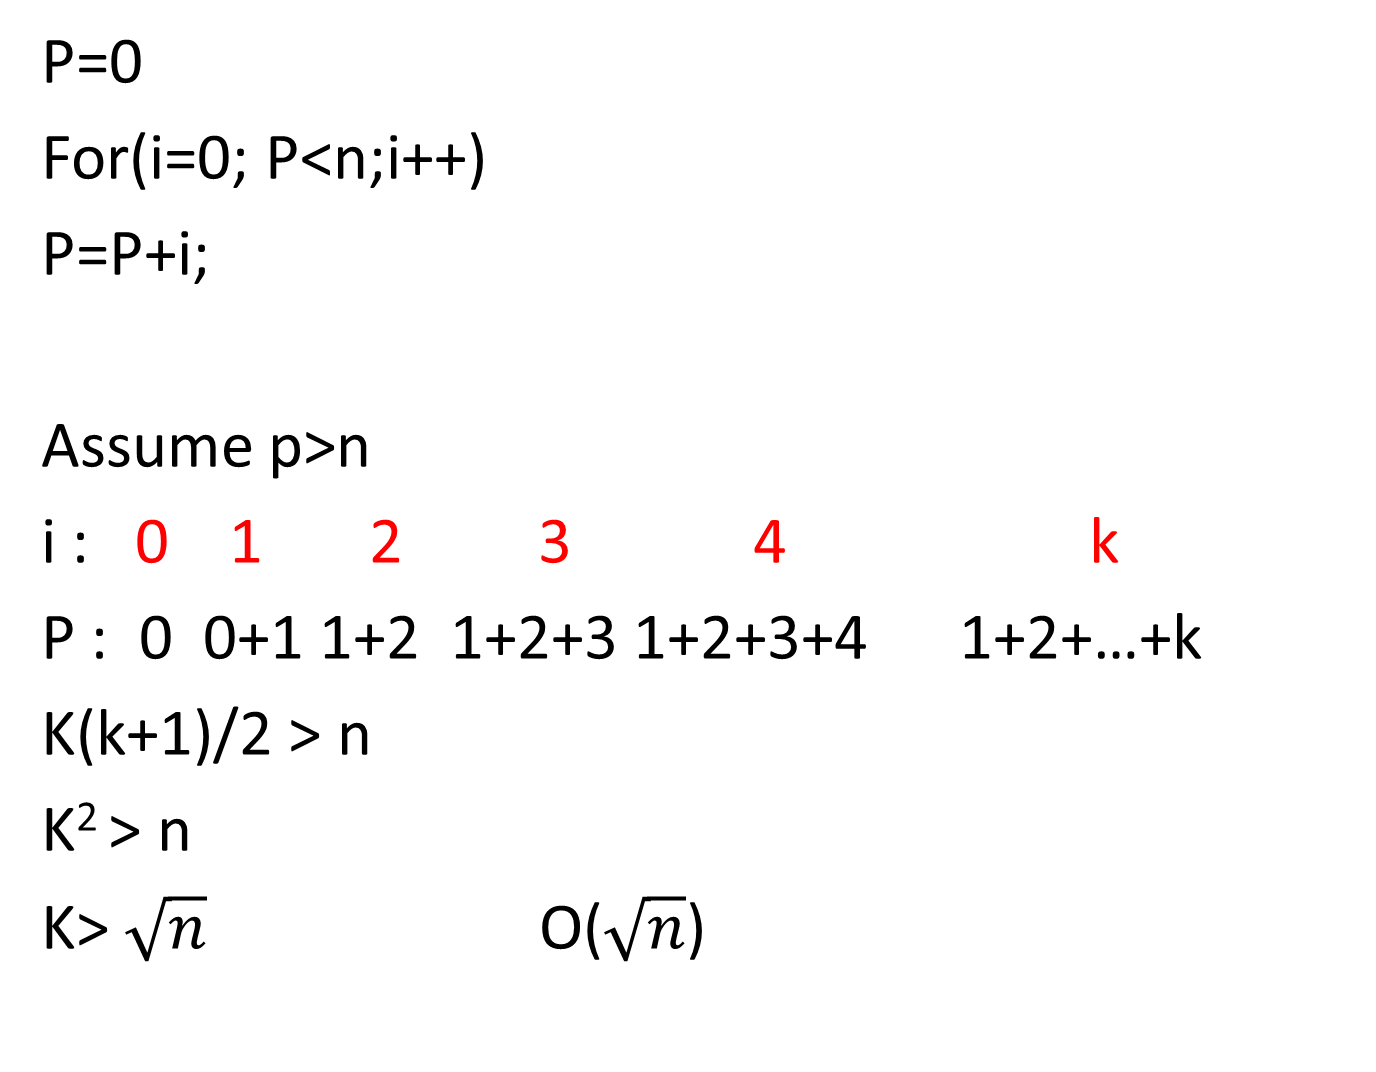 P=0
For(i=0; P<n;i++)
P=P+i;
Assume p>n
i : 0 1 2 3 4 k
P : 0 0+1 1+2 1+2+3 1+2+3+4 1+2+...+k
K(k+1)/2 > n
K² > n
K> √n O(√n)